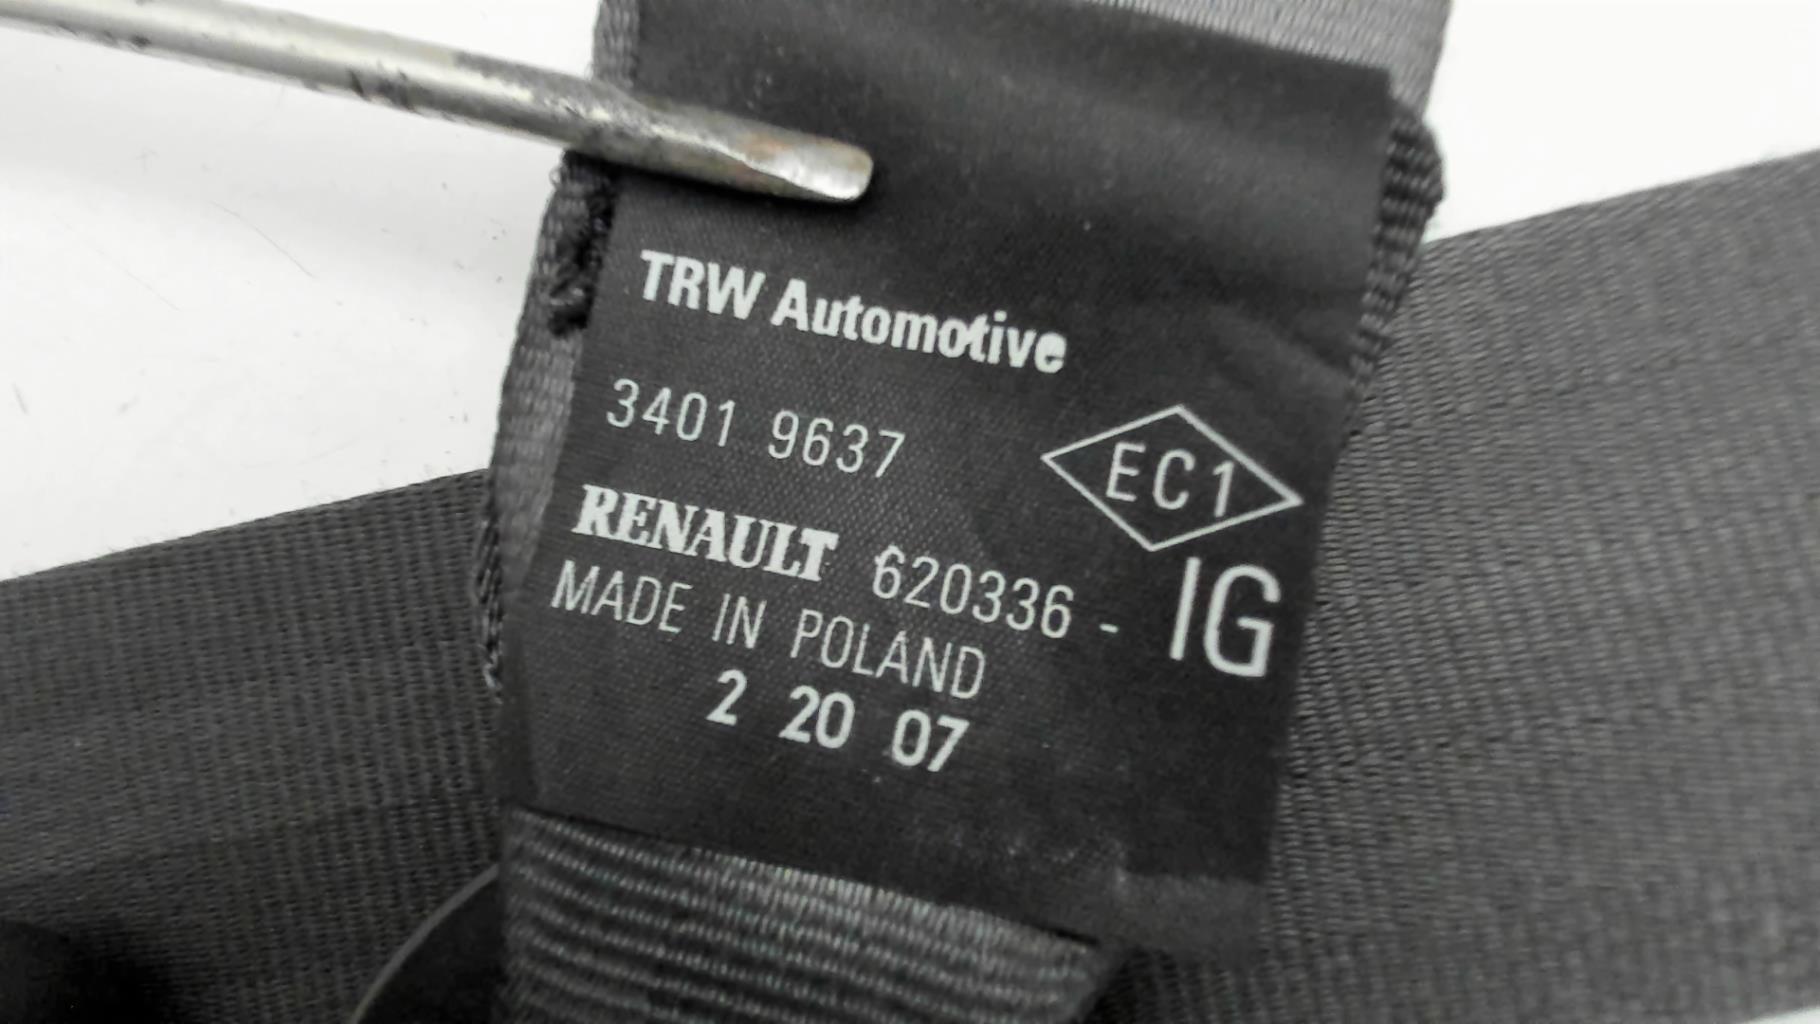 TRW Automotive
3401 9637
EC1
RENAULT 620336 - IG
MADE IN POLAND
2 20 07